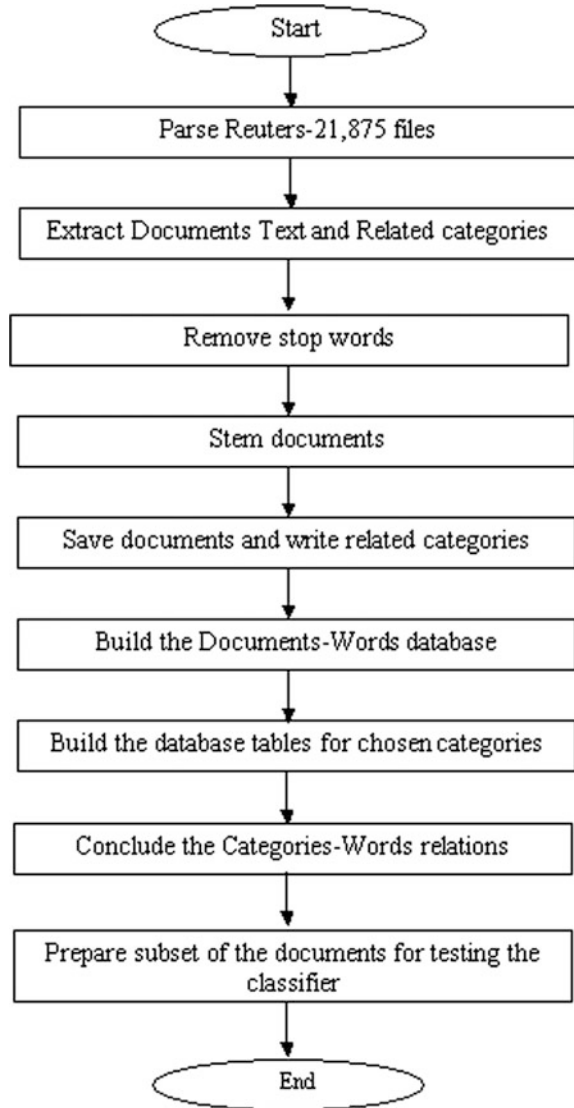 Start
Parse Reuters-21,875 files
Extract Documents Text and Related categories
Remove stop words
Stem documents
Save documents and write related categories
Build the Documents-Words database
Build the database tables for chosen categories
Conclude the Categories-Words relations
Prepare subset of the documents for testing the
classifier
End